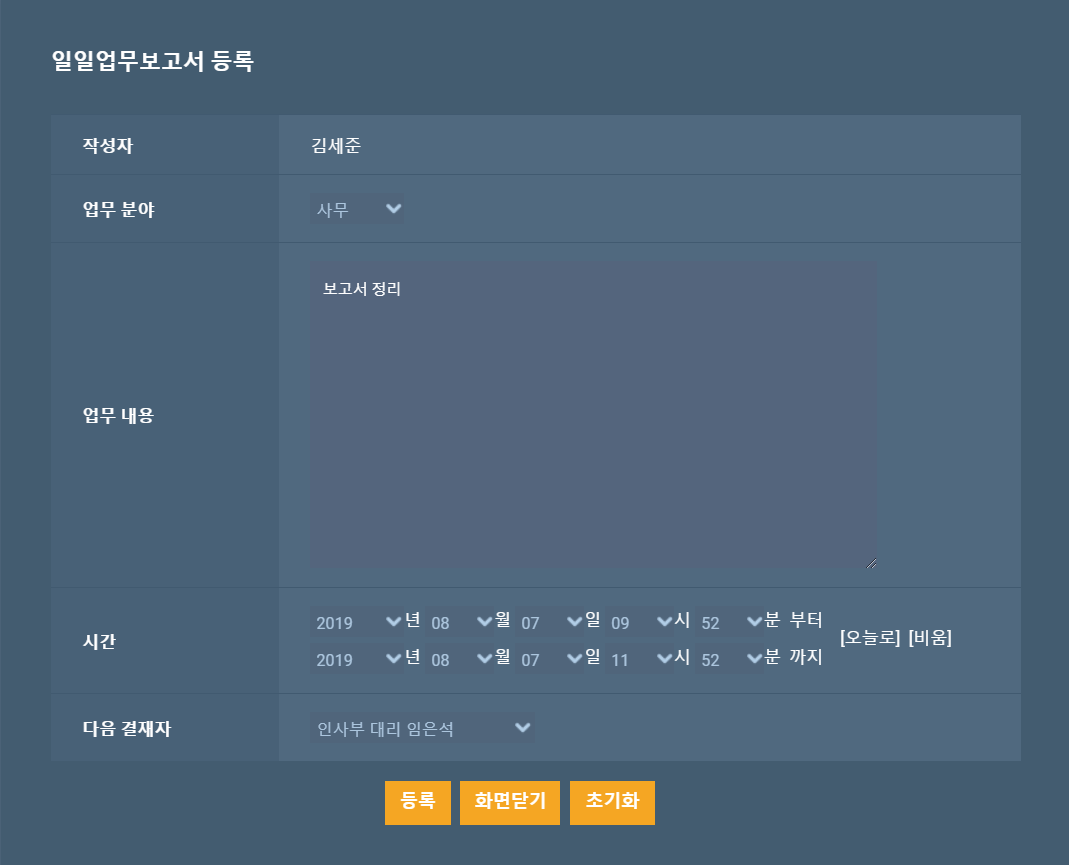 일일업무보고서 등록
작성자 김세준
업무 분야 사무
업무 내용 보고서 정리
시간 2019 년 08 월 07 일 09 시 52 분 부터
2019 년 08 월 07 일 11 시 52 분 까지
[오늘로] [비움]
다음 결재자 인사부 대리 임은석
등록 화면닫기 초기화